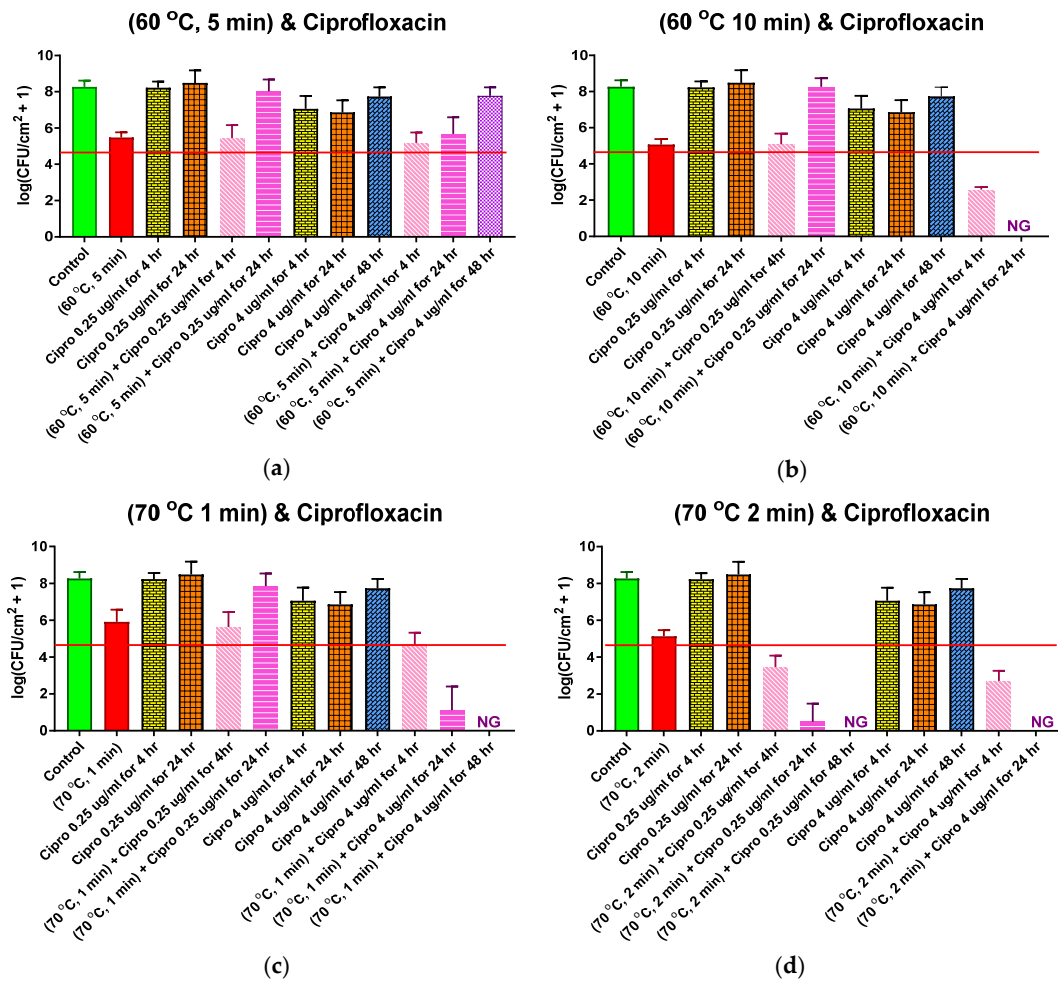 (60 °C, 5 min) & Ciprofloxacin
log(CFU/cm² + 1)
10
8
6
4
2
0
Control
(60 °C, 5 min)
Cipro 0.25 ug/ml for 4 hr
Cipro 0.25 ug/ml for 24 hr
(60 °C, 5 min) + Cipro 0.25 ug/ml for 4 hr
(60 °C, 5 min) + Cipro 0.25 ug/ml for 24 hr
Cipro 4 ug/ml for 4 hr
Cipro 4 ug/ml for 24 hr
Cipro 4 ug/ml for 48 hr
(60 °C, 5 min) + Cipro 4 ug/ml for 4 hr
(60 °C, 5 min) + Cipro 4 ug/ml for 24 hr
(60 °C, 5 min) + Cipro 4 ug/ml for 48 hr
(a)
(60 °C 10 min) & Ciprofloxacin
log(CFU/cm² + 1)
10
8
6
4
2
0
NG
Control
(60 °C, 10 min)
Cipro 0.25 ug/ml for 4 hr
Cipro 0.25 ug/ml for 24 hr
(60 °C, 10 min) + Cipro 0.25 ug/ml for 4hr
(60 °C, 10 min) + Cipro 0.25 ug/ml for 24 hr
Cipro 4 ug/ml for 4 hr
Cipro 4 ug/ml for 24 hr
Cipro 4 ug/ml for 48 hr
(60 °C, 10 min) + Cipro 4 ug/ml for 4 hr
(60 °C, 10 min) + Cipro 4 ug/ml for 24 hr
(b)
(70 °C 1 min) & Ciprofloxacin
log(CFU/cm² + 1)
10
8
6
4
2
0
NG
Control
(70 °C, 1 min)
Cipro 0.25 ug/ml for 4 hr
Cipro 0.25 ug/ml for 24 hr
(70 °C, 1 min) + Cipro 0.25 ug/ml for 4hr
(70 °C, 1 min) + Cipro 0.25 ug/ml for 24 hr
Cipro 4 ug/ml for 4 hr
Cipro 4 ug/ml for 24 hr
Cipro 4 ug/ml for 48 hr
(70 °C, 1 min) + Cipro 4 ug/ml for 4 hr
(70 °C, 1 min) + Cipro 4 ug/ml for 24 hr
(70 °C, 1 min) + Cipro 4 ug/ml for 48 hr
(c)
(70 °C 2 min) & Ciprofloxacin
log(CFU/cm² + 1)
10
8
6
4
2
0
NG
NG
Control
(70 °C, 2 min)
Cipro 0.25 ug/ml for 4 hr
Cipro 0.25 ug/ml for 24 hr
(70 °C, 2 min) + Cipro 0.25 ug/ml for 4hr
(70 °C, 2 min) + Cipro 0.25 ug/ml for 24 hr
(70 °C, 2 min) + Cipro 0.25 ug/ml for 48 hr
Cipro 4 ug/ml for 4 hr
Cipro 4 ug/ml for 24 hr
Cipro 4 ug/ml for 48 hr
(70 °C, 2 min) + Cipro 4 ug/ml for 4 hr
(70 °C, 2 min) + Cipro 4 ug/ml for 24 hr
(d)